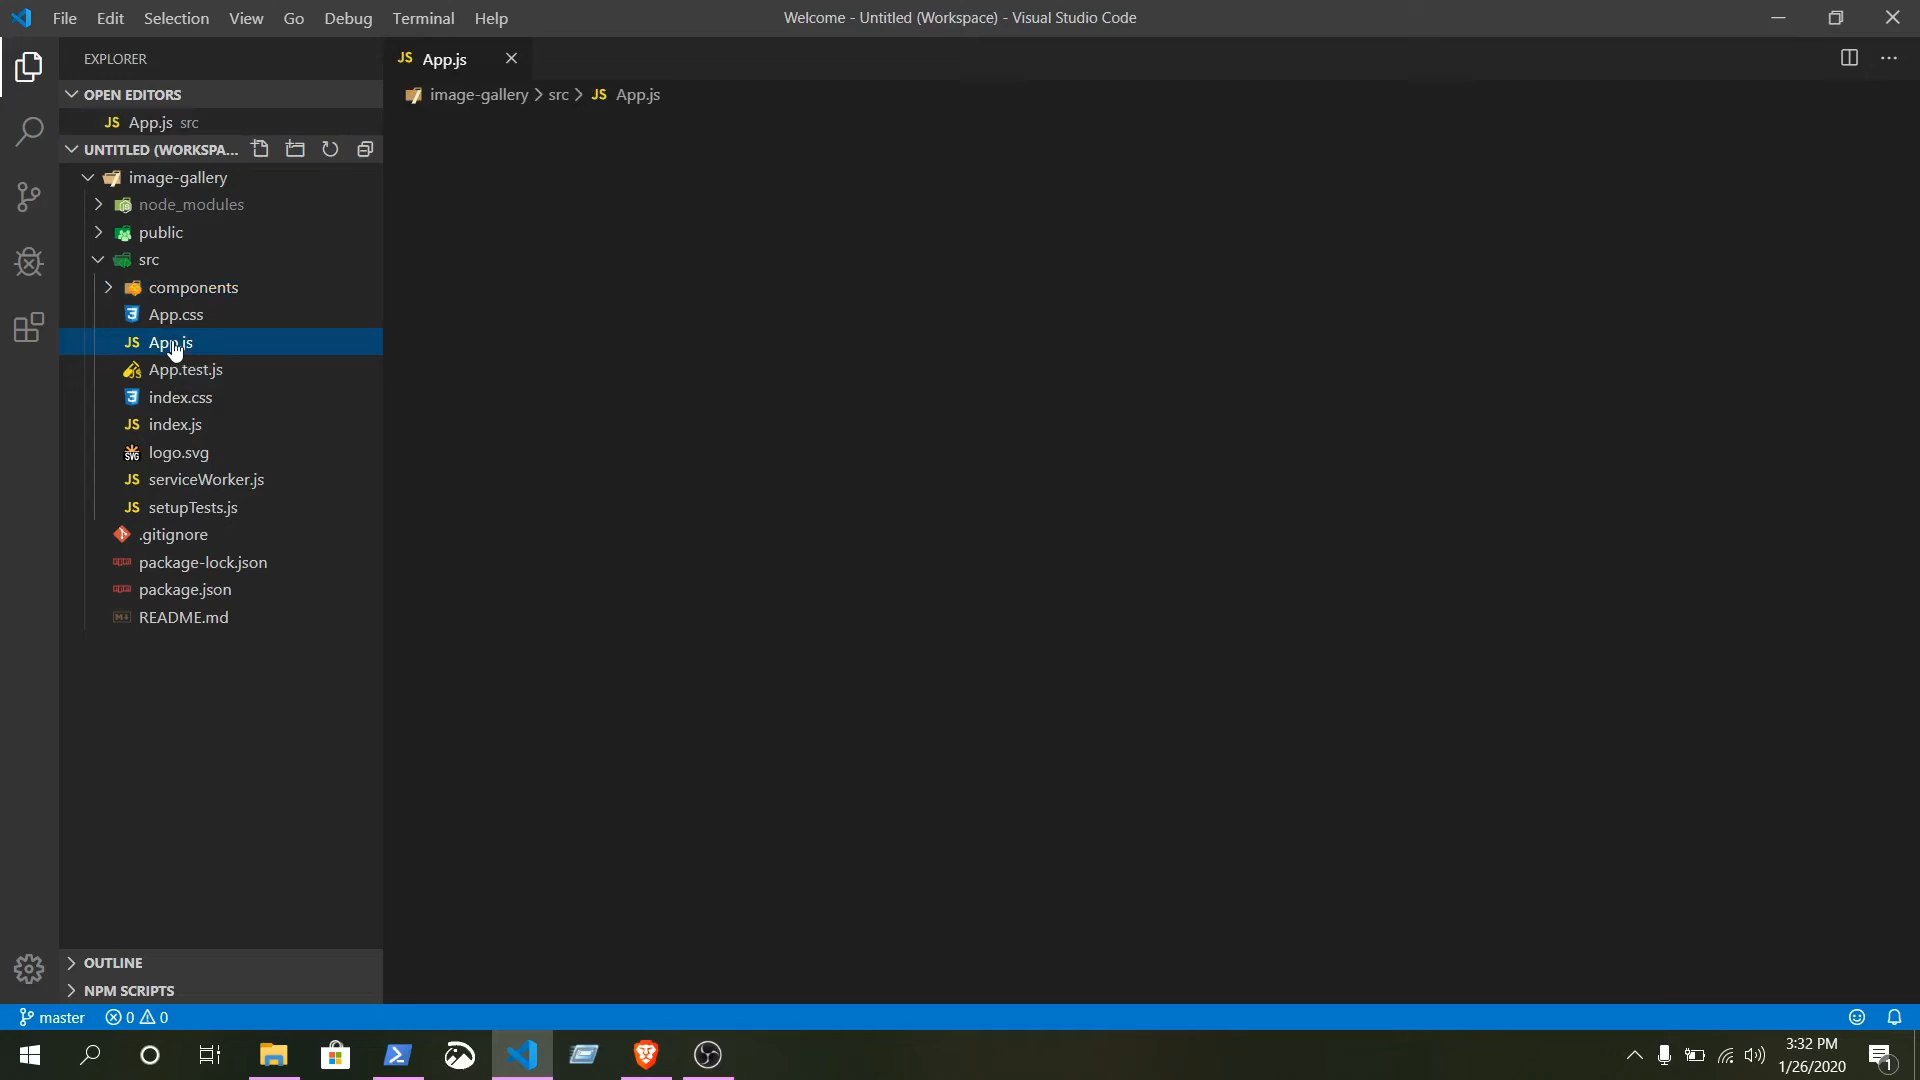 File Edit Selection View Go Debug Terminal Help
Welcome - Untitled (Workspace) - Visual Studio Code
EXPLORER
JS App.js
OPEN EDITORS
image-gallery > src > JS App.js
JS App.js src
UNTITLED (WORKSPA...
image-gallery
node_modules
public
src
components
App.css
JS App.js
App.test.js
index.css
JS index.js
SVG logo.svg
JS serviceWorker.js
JS setupTests.js
.gitignore
package-lock.json
package.json
README.md
OUTLINE
NPM SCRIPTS
master 0 0
3:32 PM
1/26/2020
1